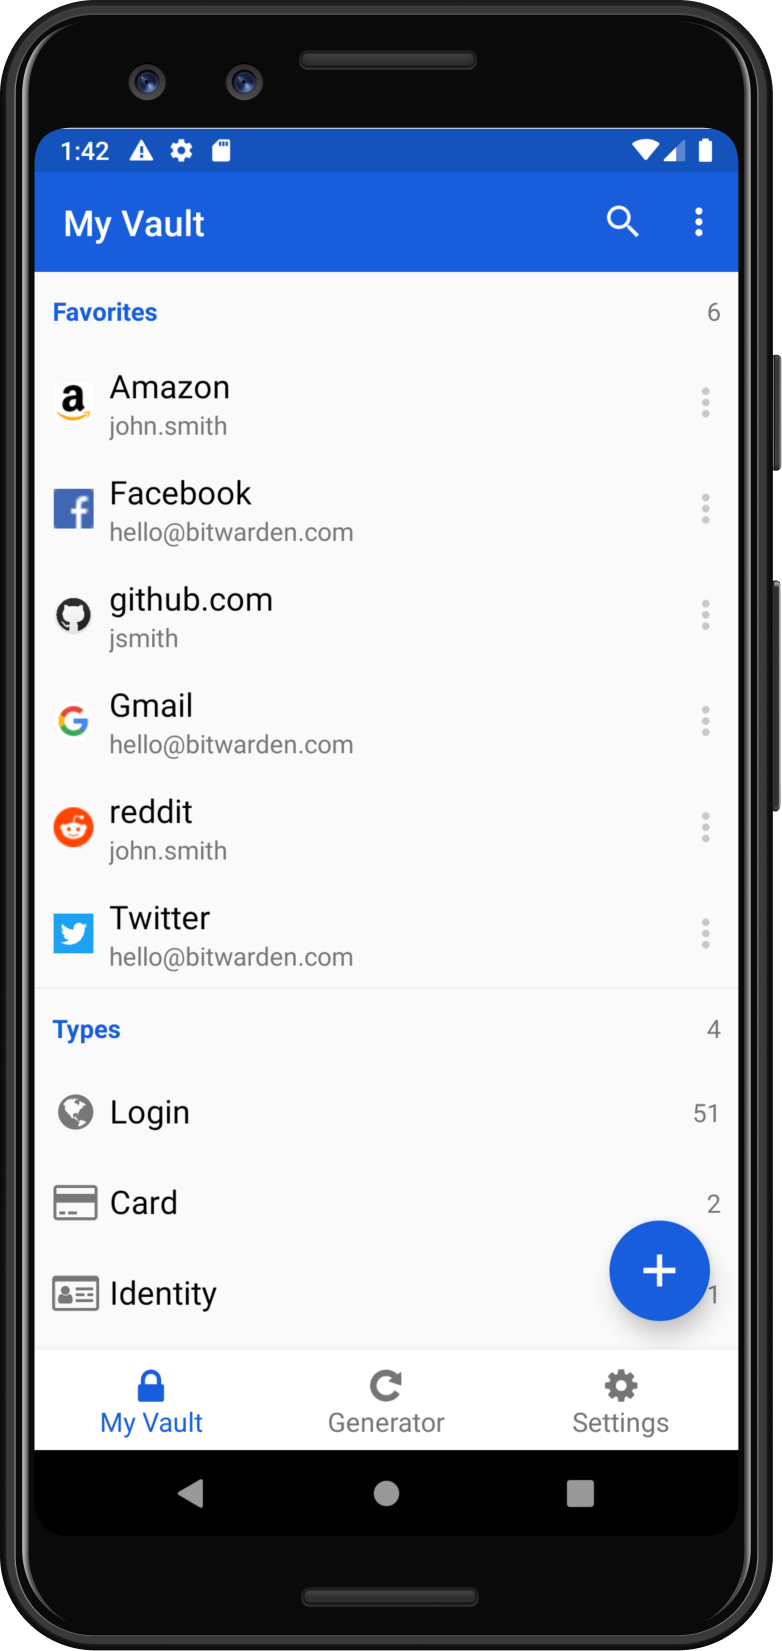 1:42
My Vault
Favorites 6
Amazon
john.smith
Facebook
hello@bitwarden.com
github.com
jsmith
Gmail
hello@bitwarden.com
reddit
john.smith
Twitter
hello@bitwarden.com
Types 4
Login 51
Card 2
Identity 1
My Vault Generator Settings